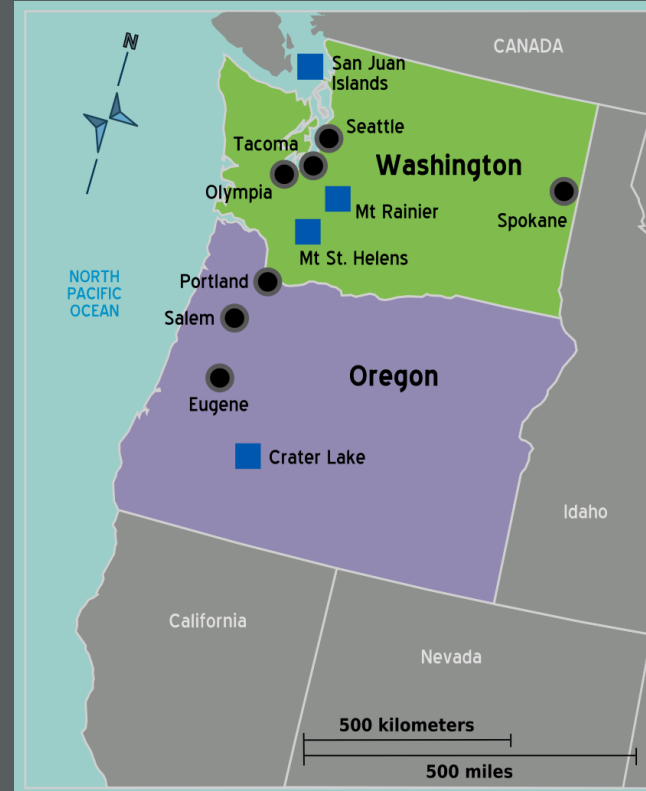 N
CANADA
San Juan
Islands
Seattle
Tacoma
Washington
Olympia
Spokane
Mt Rainier
Mt St. Helens
NORTH
PACIFIC
OCEAN
Portland
Salem
Oregon
Eugene
Crater Lake
Idaho
California
Nevada
500 kilometers
500 miles